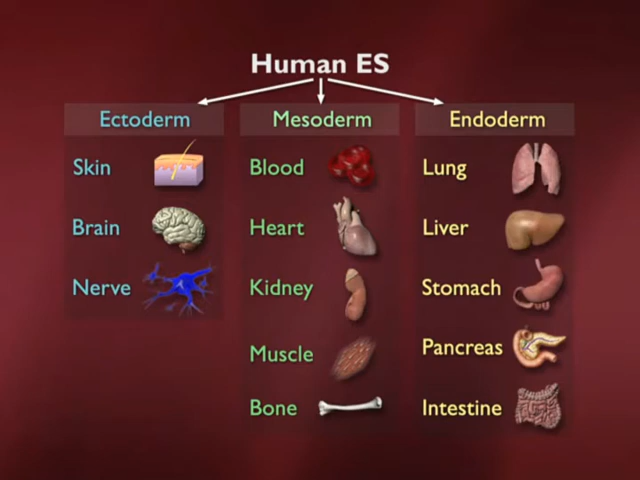 Human ES
Ectoderm
Skin
Brain
Nerve
Mesoderm
Blood
Heart
Kidney
Muscle
Bone
Endoderm
Lung
Liver
Stomach
Pancreas
Intestine